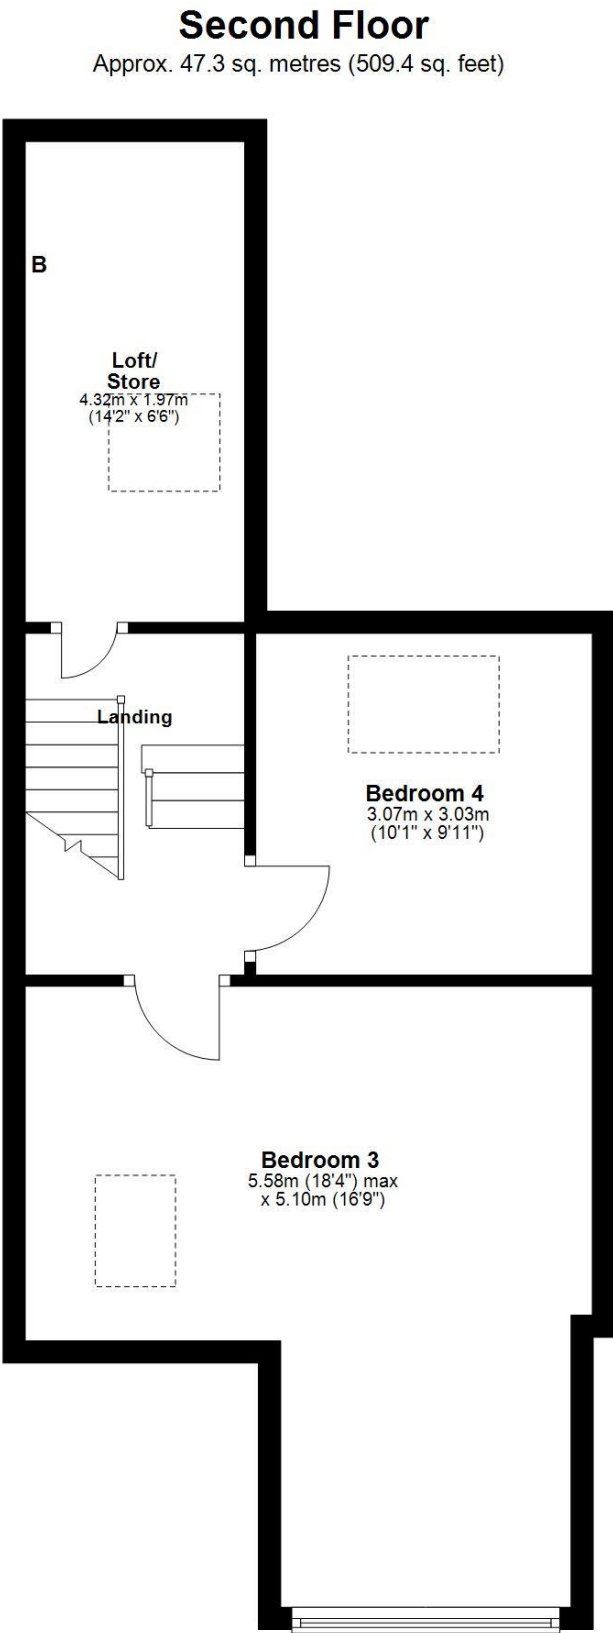 Second Floor
Approx. 47.3 sq. metres (509.4 sq. feet)
B
Loft/
Store
4.32m x 1.97m
(14'2" x 6'6")
Landing
Bedroom 4
3.07m x 3.03m
(10'1" x 9'11")
Bedroom 3
5.58m (18'4") max
x 5.10m (16'9")